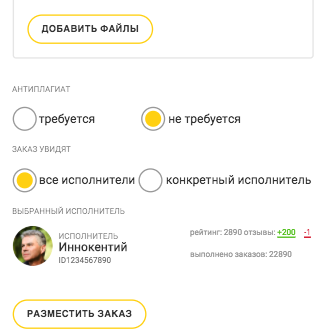 ДОБАВИТЬ ФАЙЛЫ
АНТИПЛАГИАТ
требуется не требуется
ЗАКАЗ УВИДЯТ
все исполнители конкретный исполнитель
ВЫБРАННЫЙ ИСПОЛНИТЕЛЬ
ИСПОЛНИТЕЛЬ
Иннокентий
ID1234567890
рейтинг: 2890 отзывы: +200 -1
выполнено заказов: 22890
РАЗМЕСТИТЬ ЗАКАЗ